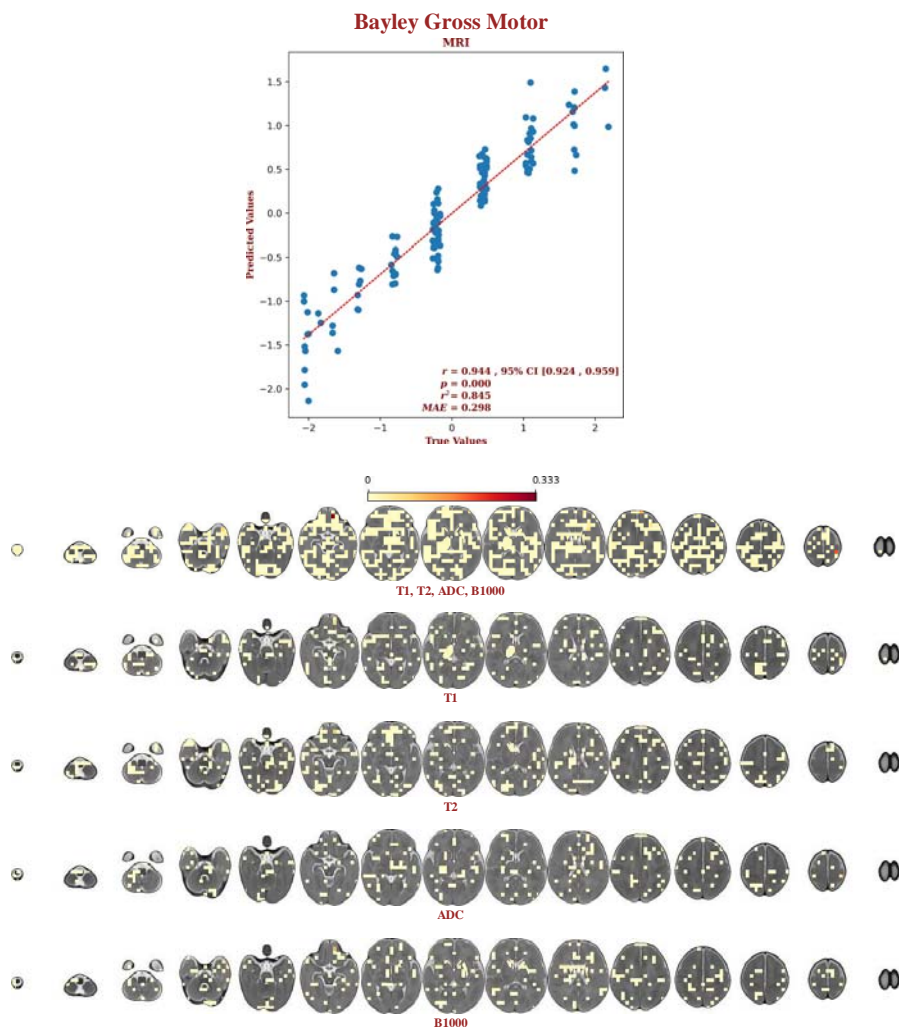 Bayley Gross Motor
MRI
1.5
1.0
0.5
0.0
−0.5
−1.0
−1.5
−2.0
Predicted Values
r = 0.944 , 95% CI [0.924 , 0.959]
p = 0.000
r²= 0.845
MAE = 0.298
−2 −1 0 1 2
True Values
0 0.333
T1, T2, ADC, B1000
T1
T2
ADC
B1000